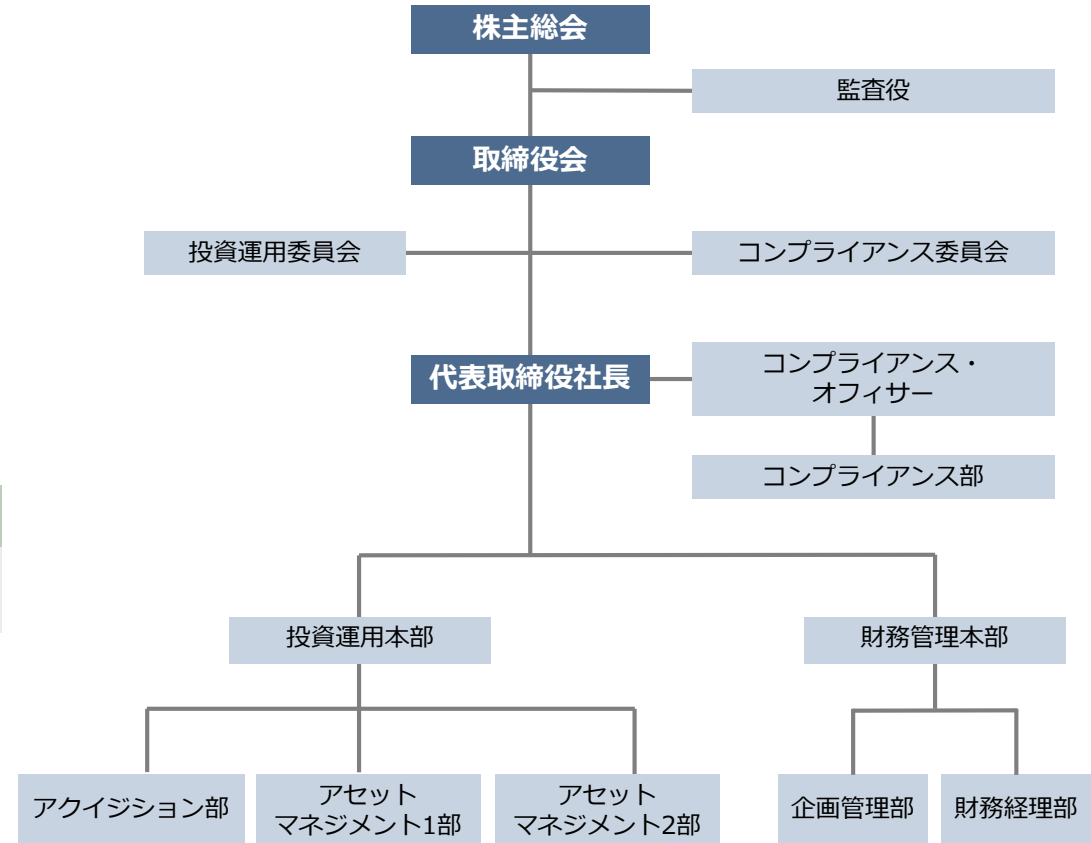 株主総会
監査役
取締役会
投資運用委員会
コンプライアンス委員会
代表取締役社長
コンプライアンス・
オフィサー
コンプライアンス部
投資運用本部
財務管理本部
アクイジション部
アセット
マネジメント1部
アセット
マネジメント2部
企画管理部
財務経理部